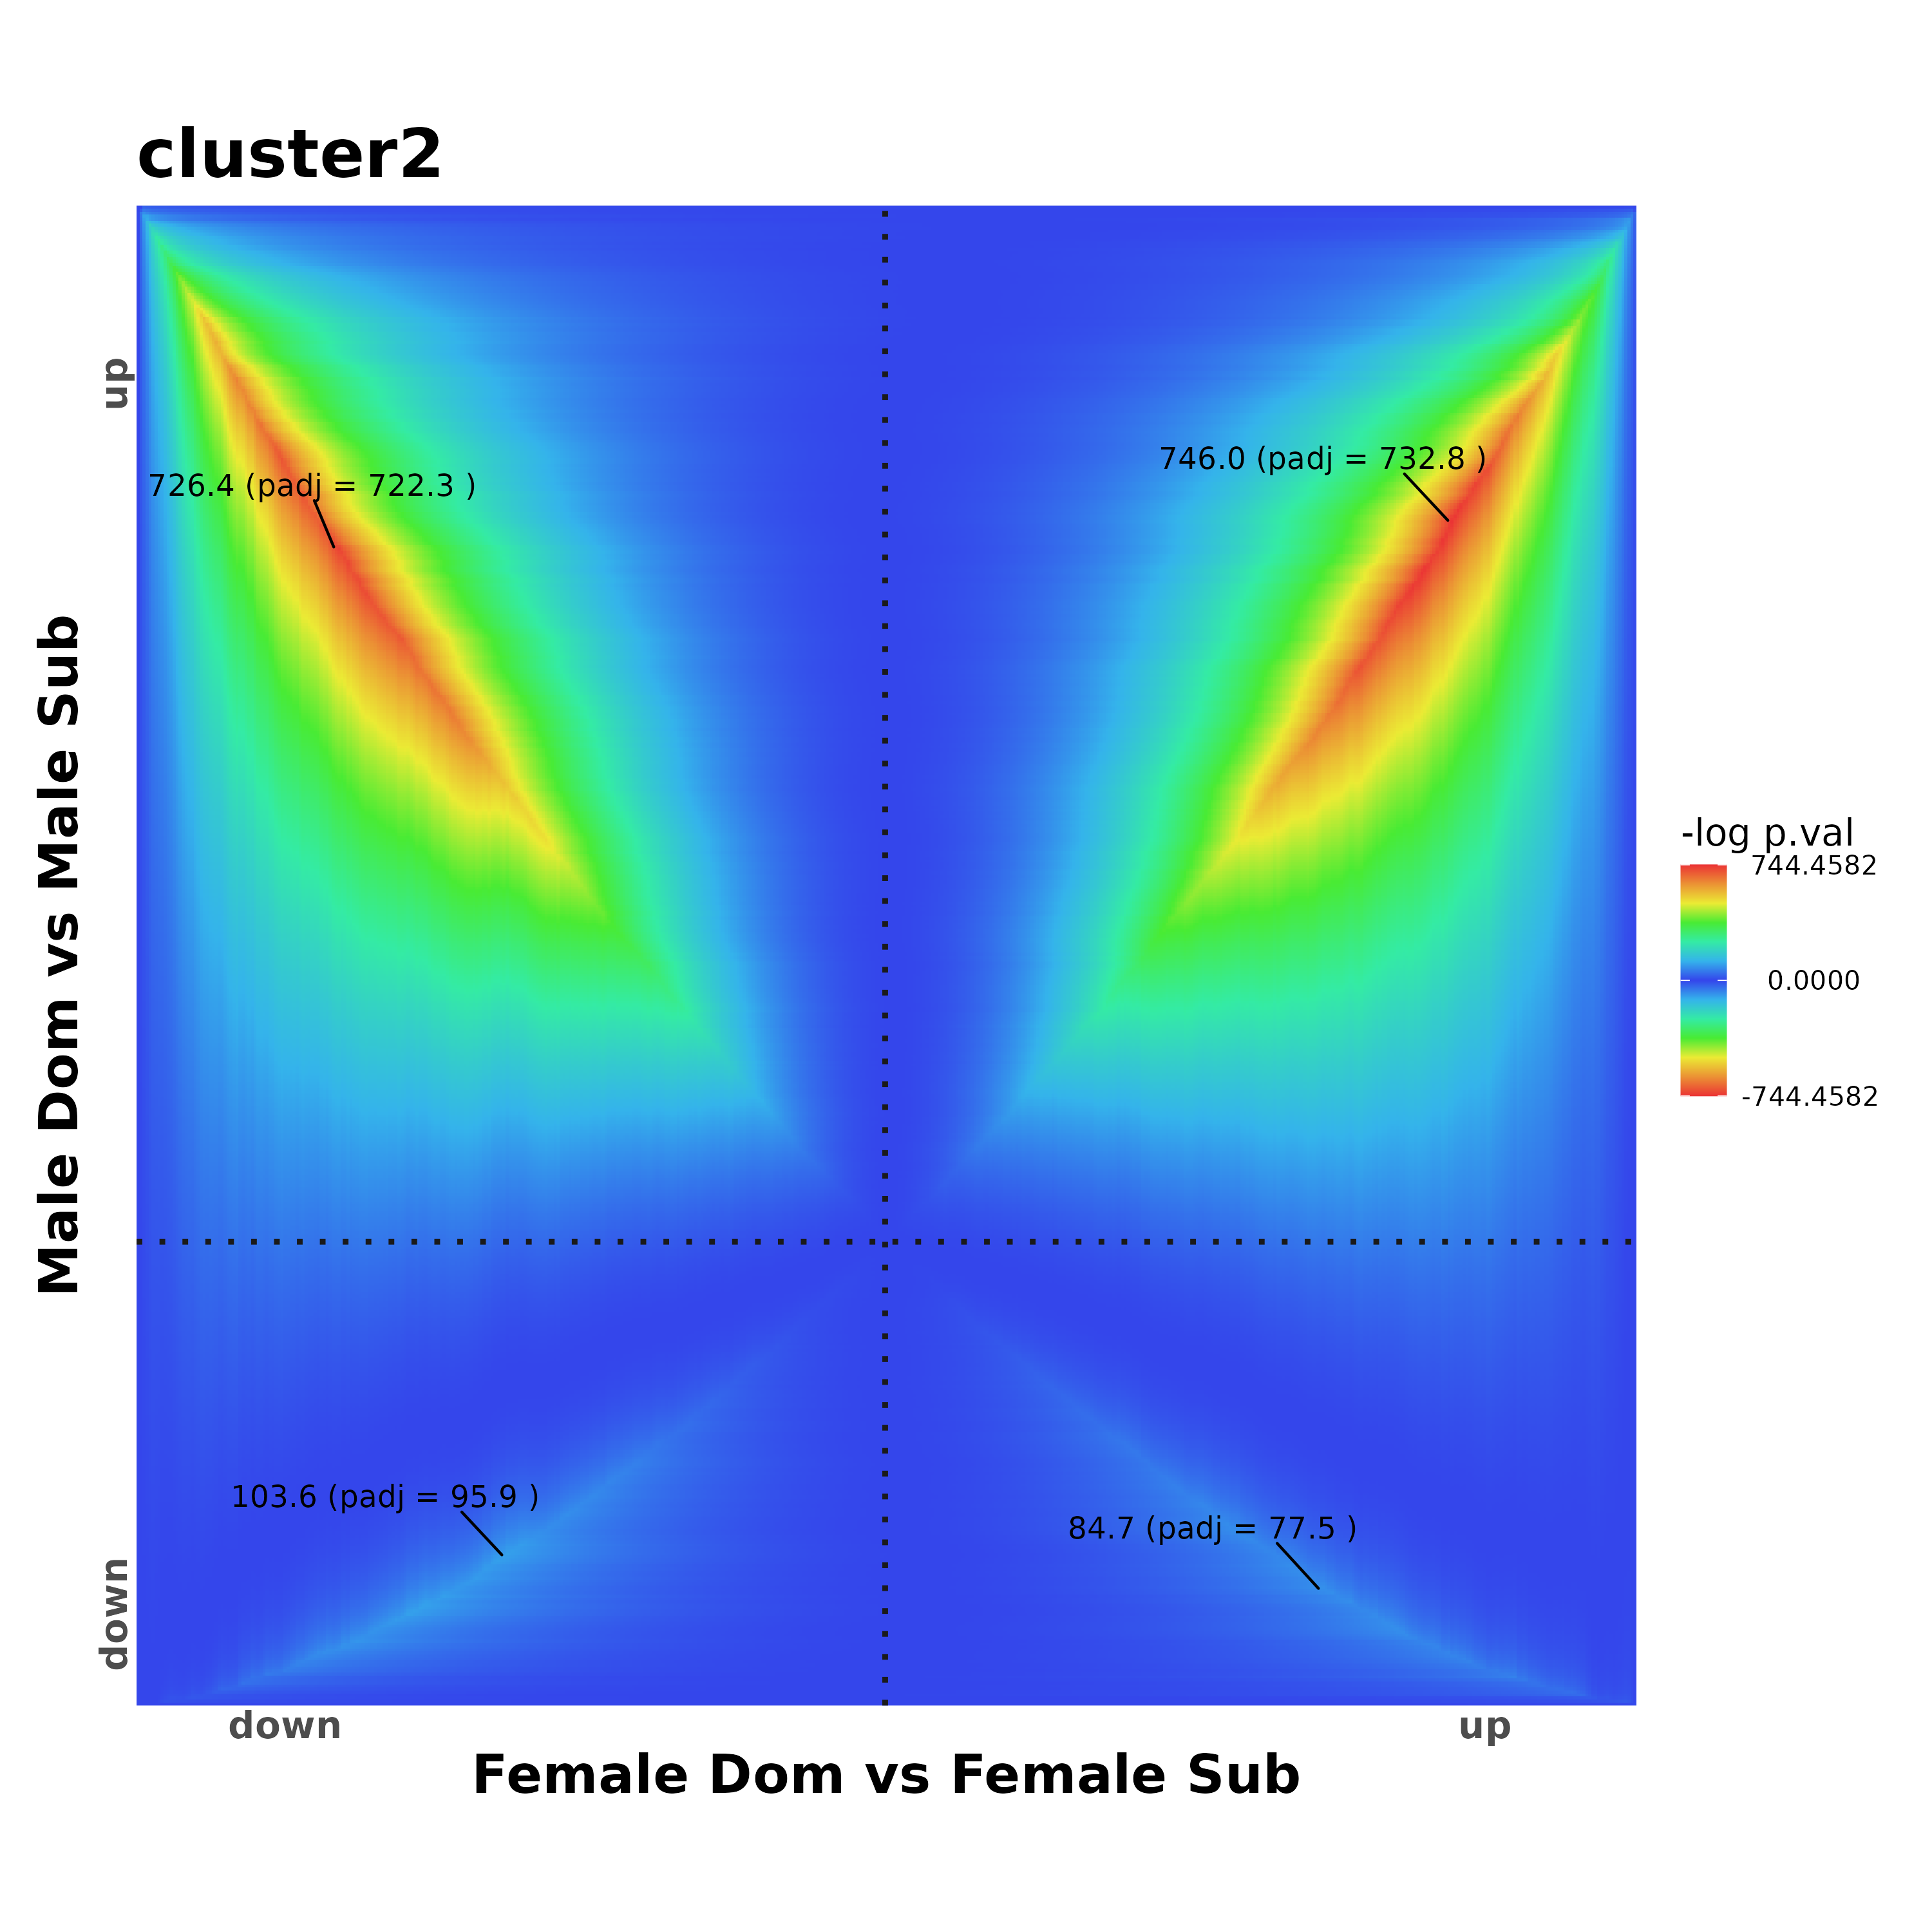 cluster2
up
746.0 (padj = 732.8 )
726.4 (padj = 722.3 )
Male Dom vs Male Sub
-log p.val
744.4582
0.0000
-744.4582
103.6 (padj = 95.9 )
84.7 (padj = 77.5 )
down
down
up
Female Dom vs Female Sub